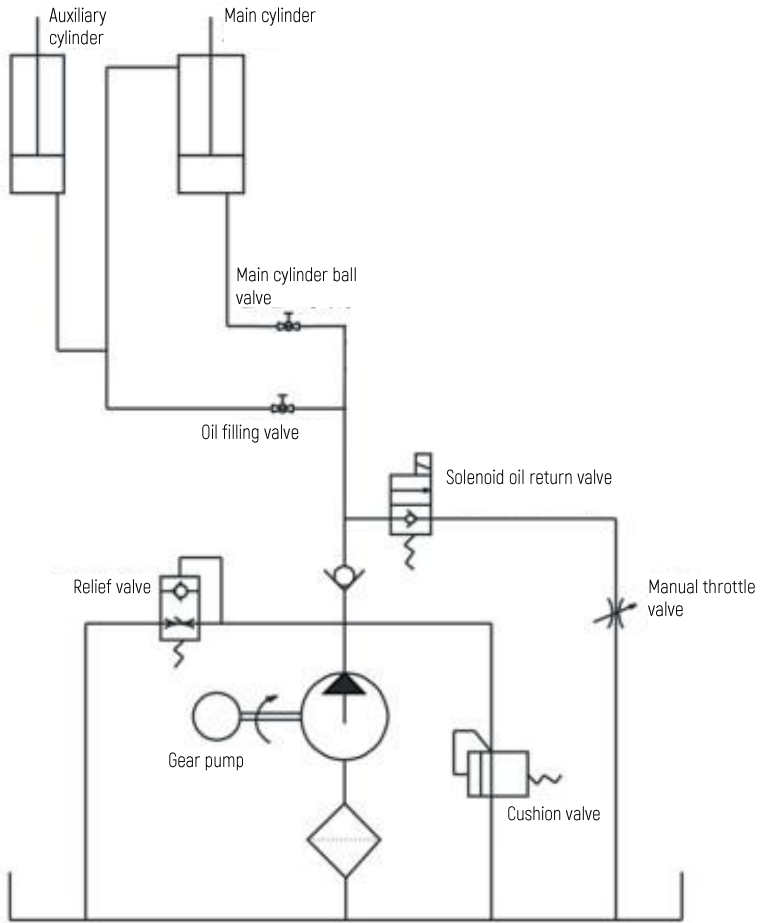 Auxiliary
cylinder
Main cylinder
Main cylinder ball
valve
Oil filling valve
Solenoid oil return valve
Relief valve
Manual throttle
valve
Gear pump
Cushion valve